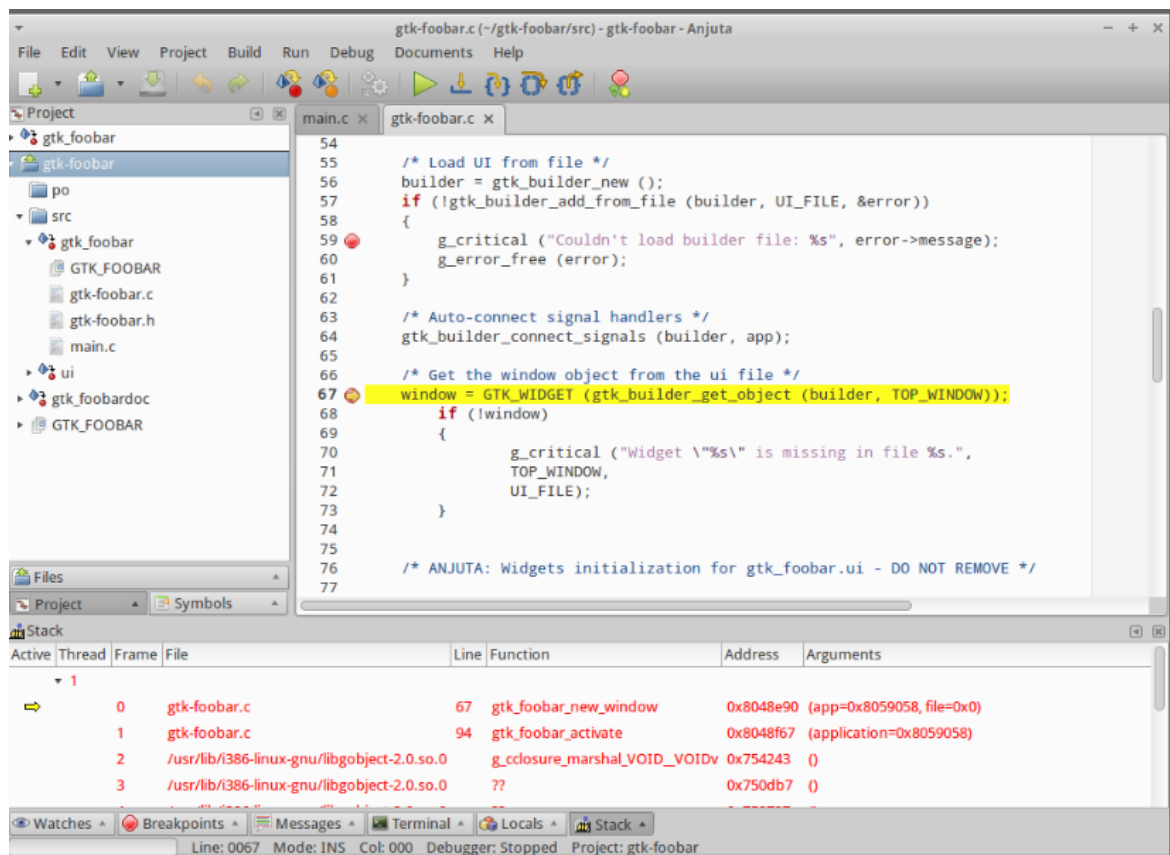 gtk-foobar.c (~/gtk-foobar/src) - gtk-foobar - Anjuta
File Edit View Project Build Run Debug Documents Help
Project
gtk_foobar
gtk-foobar
po
src
gtk_foobar
GTK_FOOBAR
gtk-foobar.c
gtk-foobar.h
main.c
ui
gtk_foobardoc
GTK_FOOBAR
Files
Project Symbols
main.c gtk-foobar.c
54
55 /* Load UI from file */
56 builder = gtk_builder_new ();
57 if (!gtk_builder_add_from_file (builder, UI_FILE, &error))
58 {
59 g_critical ("Couldn't load builder file: %s", error->message);
60 g_error_free (error);
61 }
62
63 /* Auto-connect signal handlers */
64 gtk_builder_connect_signals (builder, app);
65
66 /* Get the window object from the ui file */
67 window = GTK_WIDGET (gtk_builder_get_object (builder, TOP_WINDOW));
68 if (!window)
69 {
70 g_critical ("Widget \"%s\" is missing in file %s.",
71 TOP_WINDOW,
72 UI_FILE);
73 }
74
75
76 /* ANJUTA: Widgets initialization for gtk_foobar.ui - DO NOT REMOVE */
77
Stack
Active Thread Frame File Line Function Address Arguments
1
0 gtk-foobar.c 67 gtk_foobar_new_window 0x8048e90 (app=0x8059058, file=0x0)
1 gtk-foobar.c 94 gtk_foobar_activate 0x8048f67 (application=0x8059058)
2 /usr/lib/i386-linux-gnu/libgobject-2.0.so.0 g_cclosure_marshal_VOID__VOIDv 0x754243 ()
3 /usr/lib/i386-linux-gnu/libgobject-2.0.so.0 ?? 0x750db7 ()
Watches Breakpoints Messages Terminal Locals Stack
Line: 0067 Mode: INS Col: 000 Debugger: Stopped Project: gtk-foobar